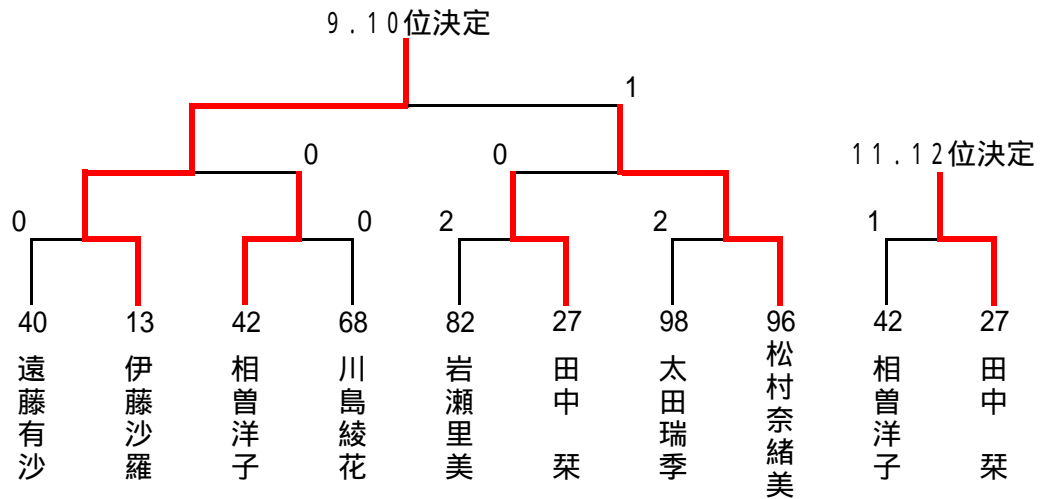 9.10位決定
1
0
0
11.12位決定
0
0
2
2
1
40
13
42
68
82
27
98
96
42
27
遠藤有沙
伊藤沙羅
相曽洋子
川島綾花
岩瀬里美
田中 栞
太田瑞季
松村奈緒美
相曽洋子
田中 栞